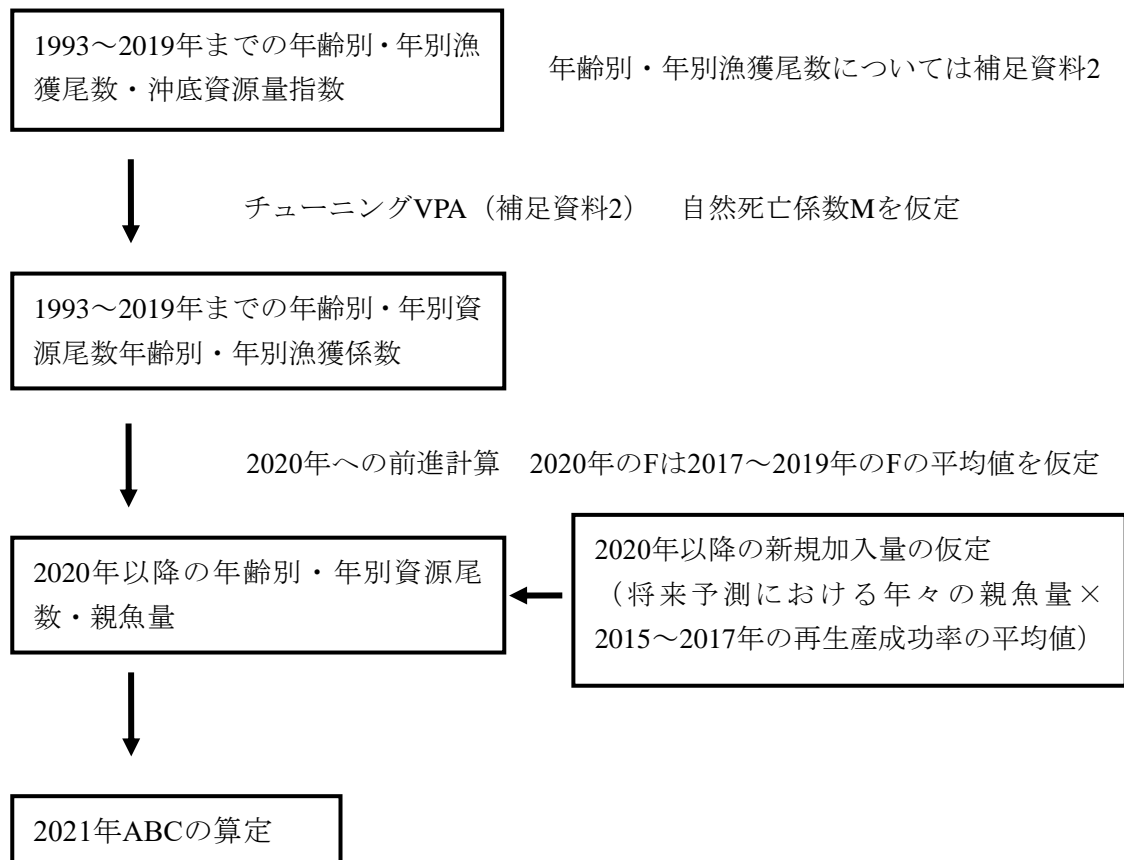 1993～2019年までの年齢別・年別漁
獲尾数・沖底資源量指数
年齢別・年別漁獲尾数については補足資料2
チューニングVPA（補足資料2）　自然死亡係数Mを仮定
1993～2019年までの年齢別・年別資
源尾数年齢別・年別漁獲係数
2020年への前進計算　2020年のFは2017～2019年のFの平均値を仮定
2020年以降の年齢別・年別資源尾
数・親魚量
2020年以降の新規加入量の仮定
（将来予測における年々の親魚量×
2015～2017年の再生産成功率の平均値）
2021年ABCの算定